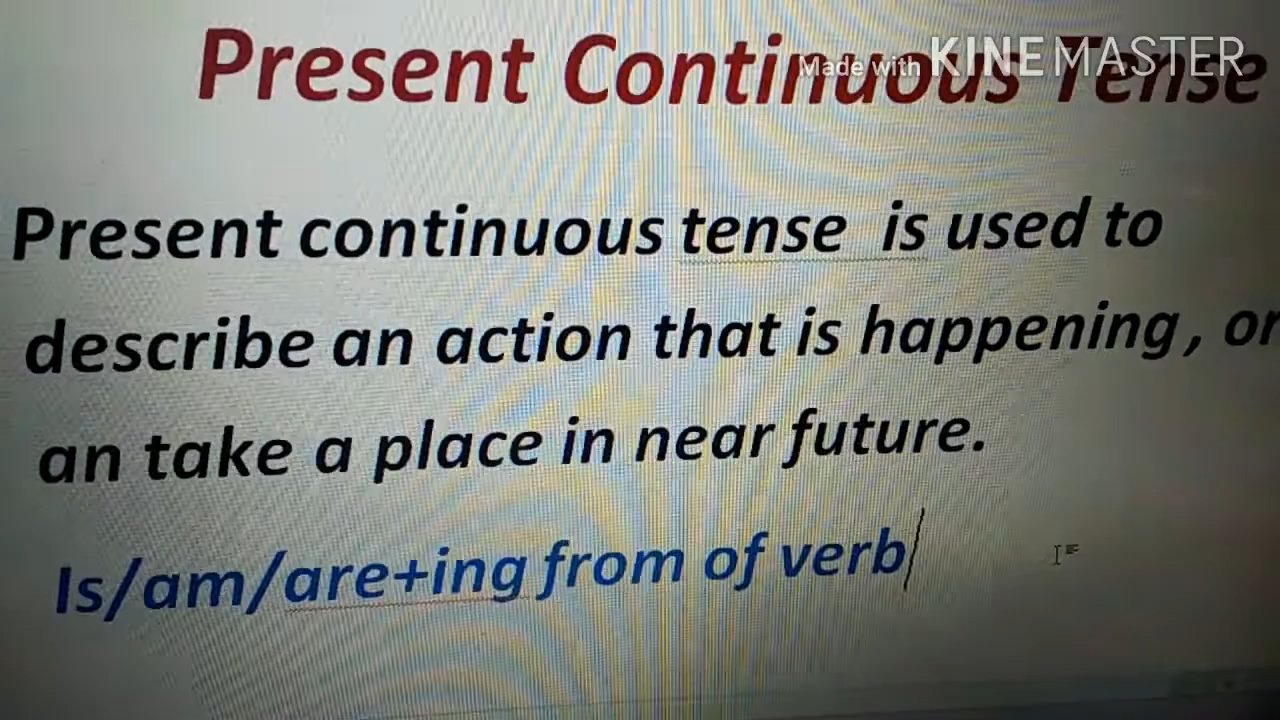 Present Continuous Tense
Made with KINEMASTER
Present continuous tense is used to
describe an action that is happening, or
an take a place in near future.
Is/am/are+ing from of verb